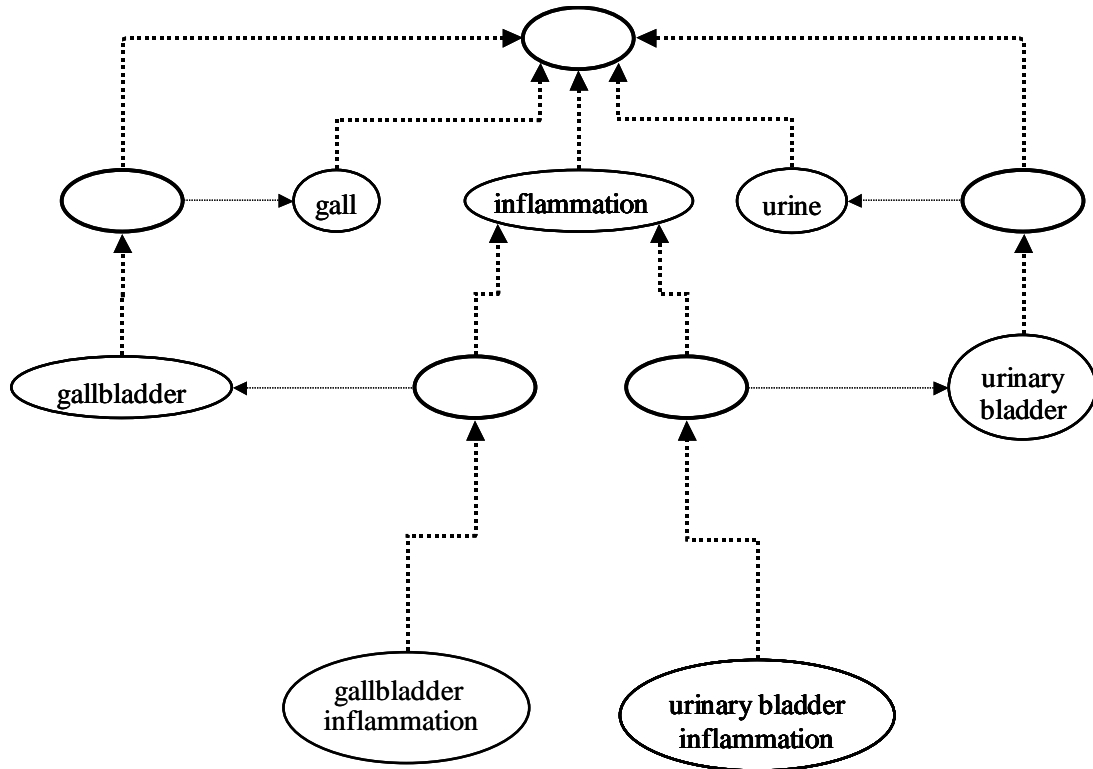 gall
inflammation
urine
gallbladder
urinary
bladder
gallbladder
inflammation
urinary bladder
inflammation